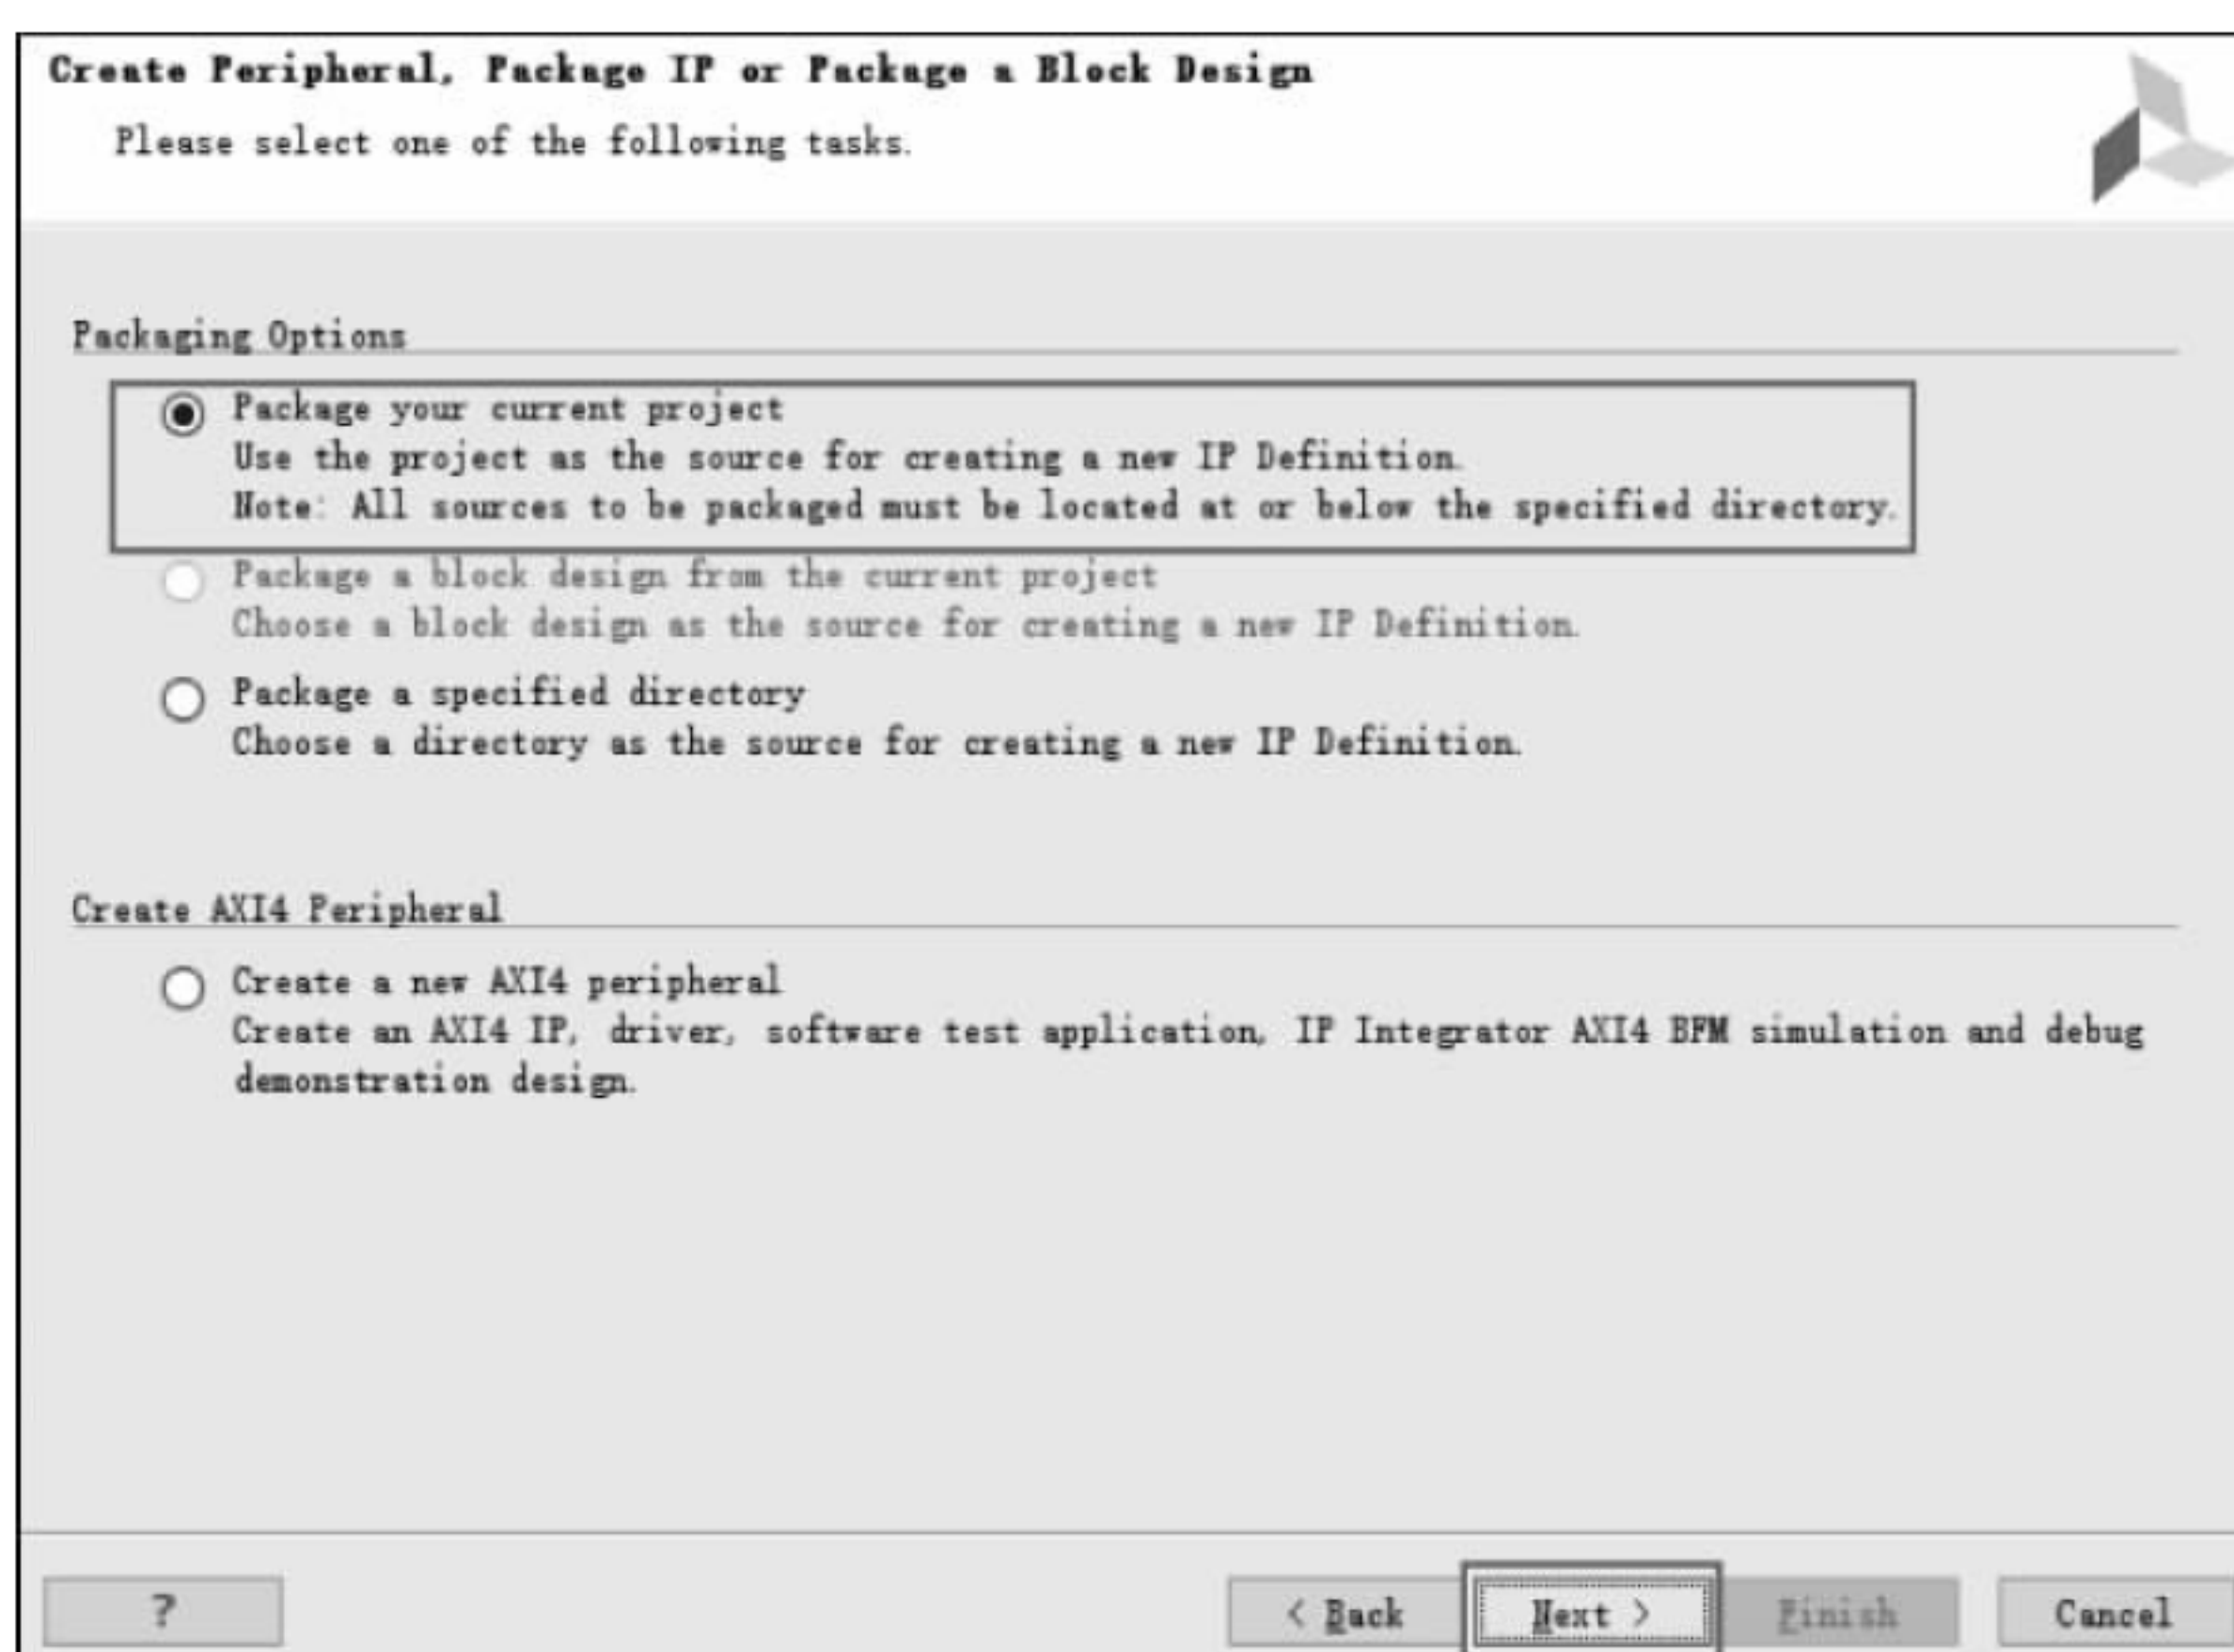 Create Peripheral, Package IP or Package a Block Design
Please select one of the following tasks.
Packaging Options
Package your current project
Use the project as the source for creating a new IP Definition.
Note: All sources to be packaged must be located at or below the specified directory.
Package a block design from the current project
Choose a block design as the source for creating a new IP Definition.
Package a specified directory
Choose a directory as the source for creating a new IP Definition.
Create AXI4 Peripheral
Create a new AXI4 peripheral
Create an AXI4 IP, driver, software test application, IP Integrator AXI4 BFM simulation and debug
demonstration design.
? < Back Next > Finish Cancel